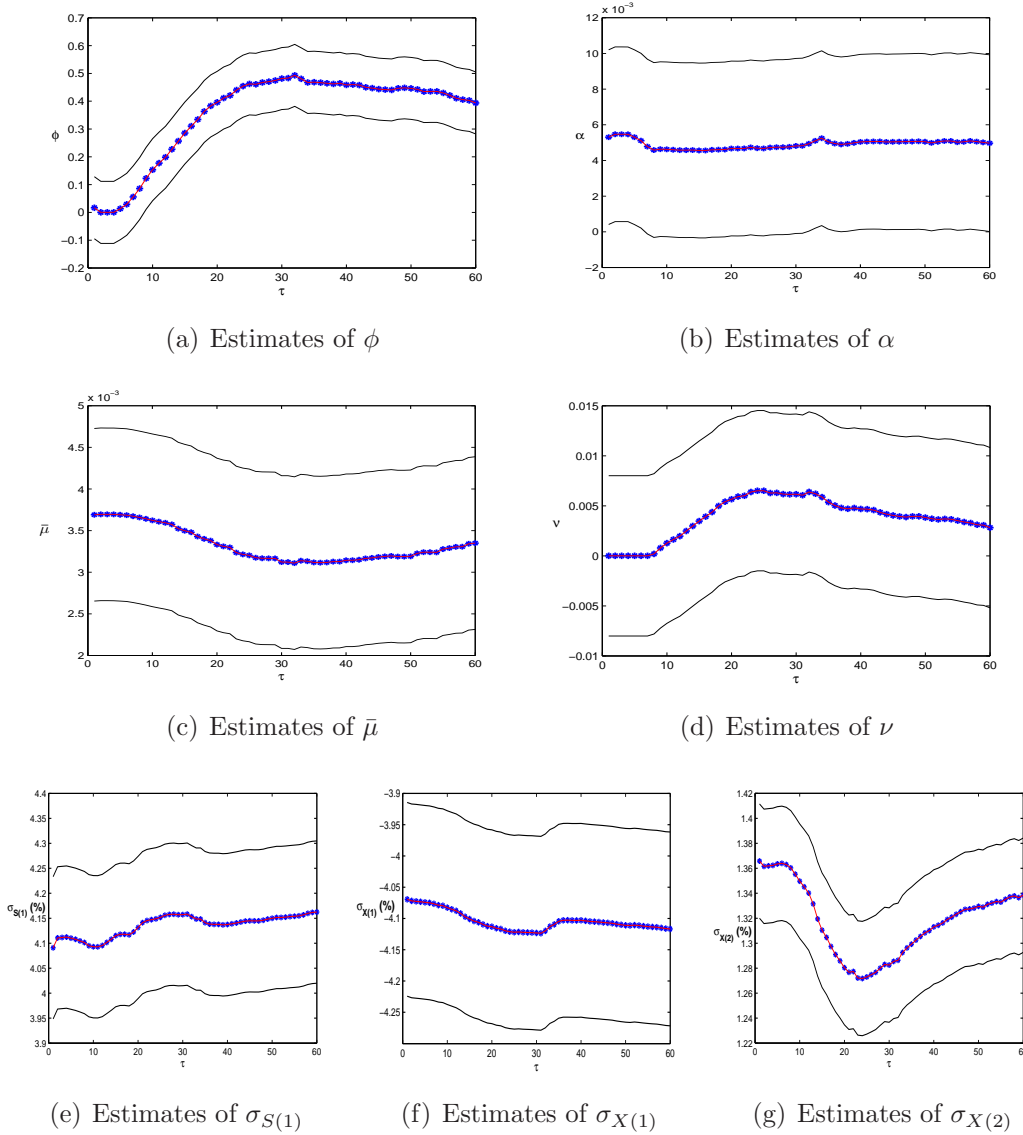 0.7
0.6
0.5
0.4
0.3
0.2
0.1
0
−0.1
−0.2
ϕ
0 10 20 30 40 50 60
τ
(a) Estimates of ϕ
x 10⁻³
12
10
8
6
4
2
0
−2
α
0 10 20 30 40 50 60
τ
(b) Estimates of α
x 10⁻³
5
4.5
4
3.5
3
2.5
2
μ̄
0 10 20 30 40 50 60
τ
(c) Estimates of μ̄
0.015
0.01
0.005
0
−0.005
−0.01
ν
0 10 20 30 40 50 60
τ
(d) Estimates of ν
4.4
4.35
4.3
4.25
4.2
4.15
4.1
4.05
4
3.95
3.9
σS(1) (%)
0 10 20 30 40 50 60
τ
(e) Estimates of σS(1)
−3.9
−3.95
−4
−4.05
−4.1
−4.15
−4.2
−4.25
σX(1) (%)
0 10 20 30 40 50 60
τ
(f) Estimates of σX(1)
1.42
1.4
1.38
1.36
1.34
1.32
1.3
1.28
1.26
1.24
1.22
σX(2) (%)
0 10 20 30 40 50 60
τ
(g) Estimates of σX(2)